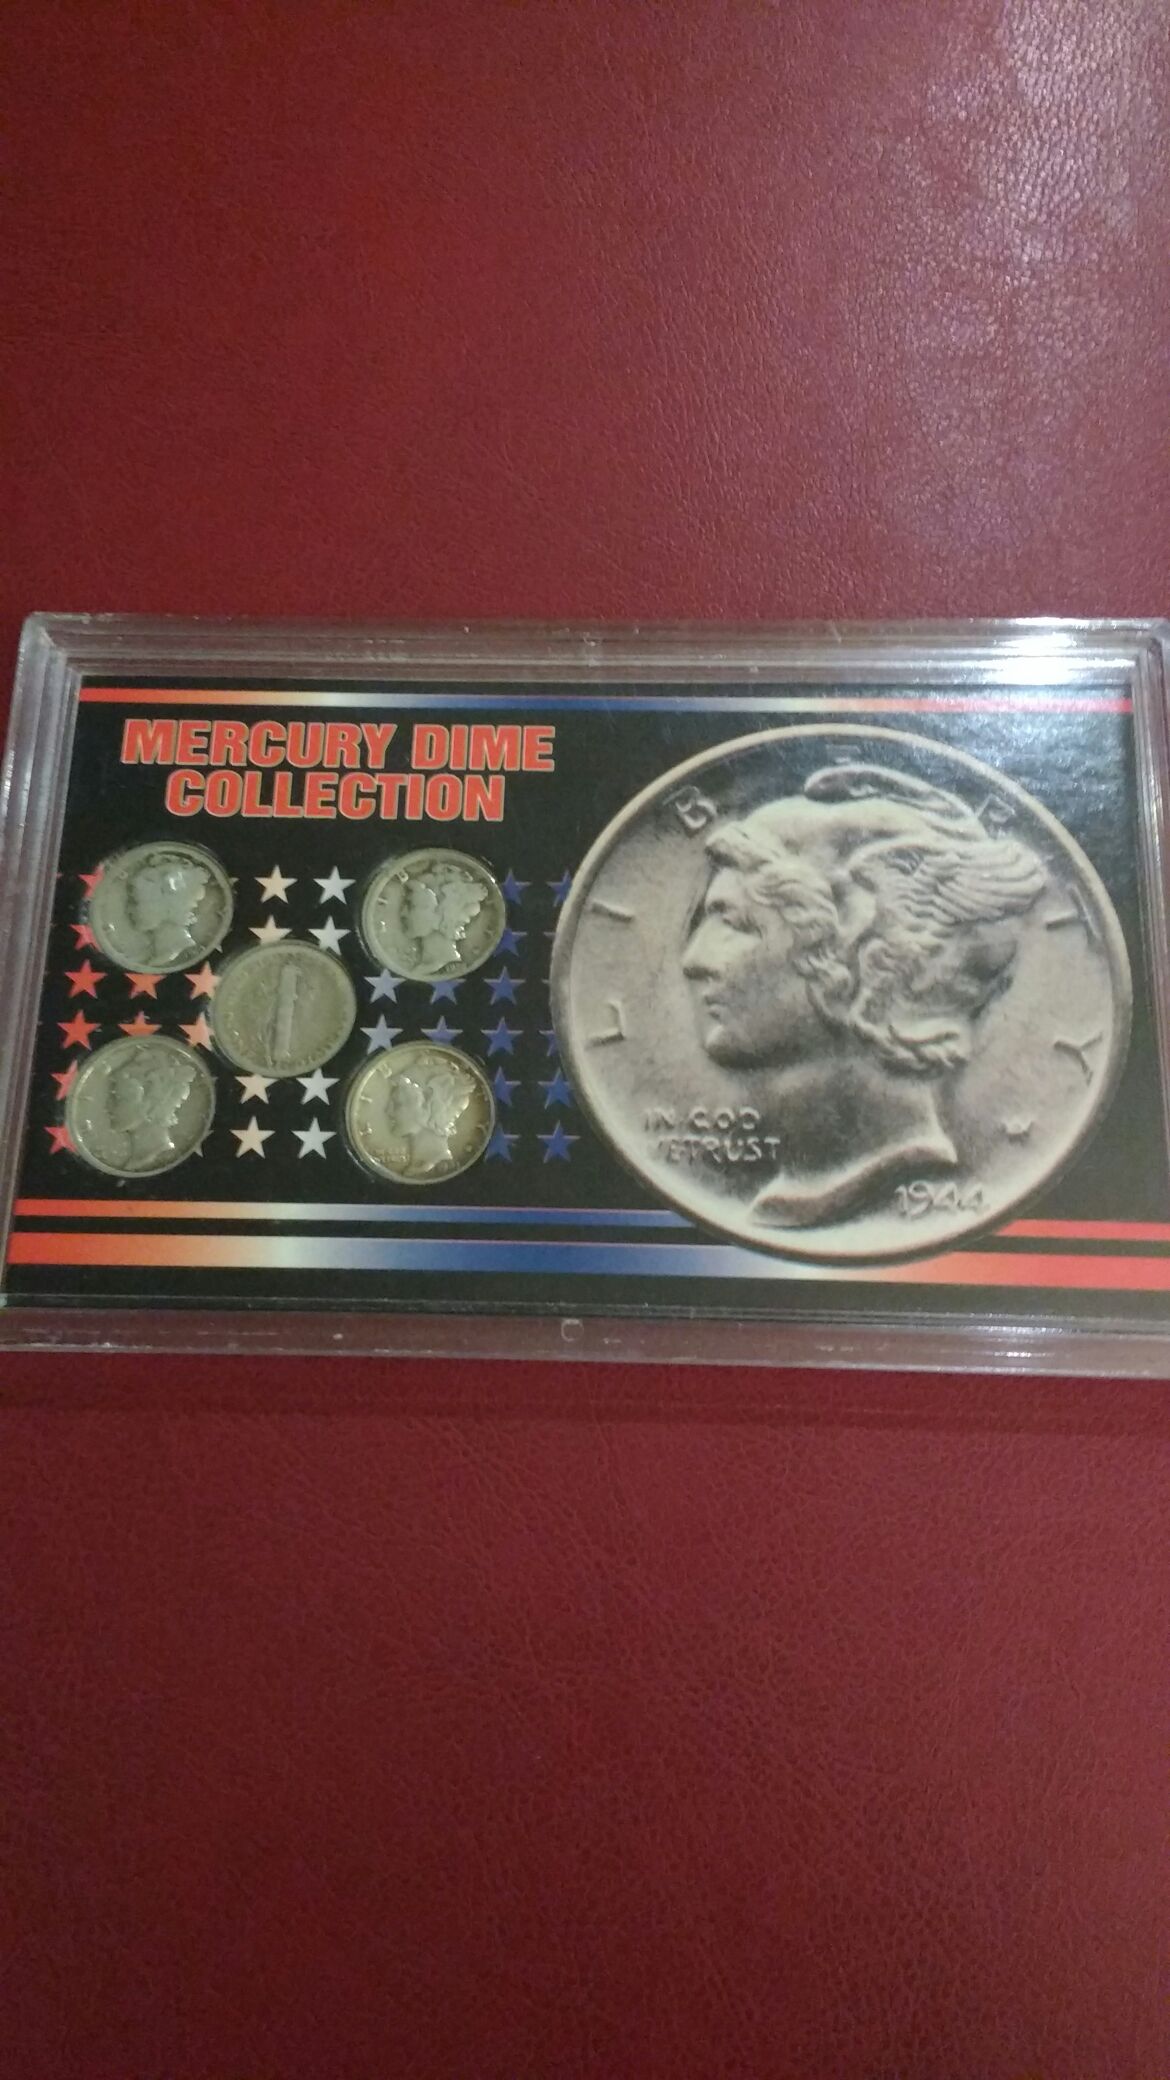 MERCURY DIME
COLLECTION
LIBERTY
IN GOD
WE TRUST
1944